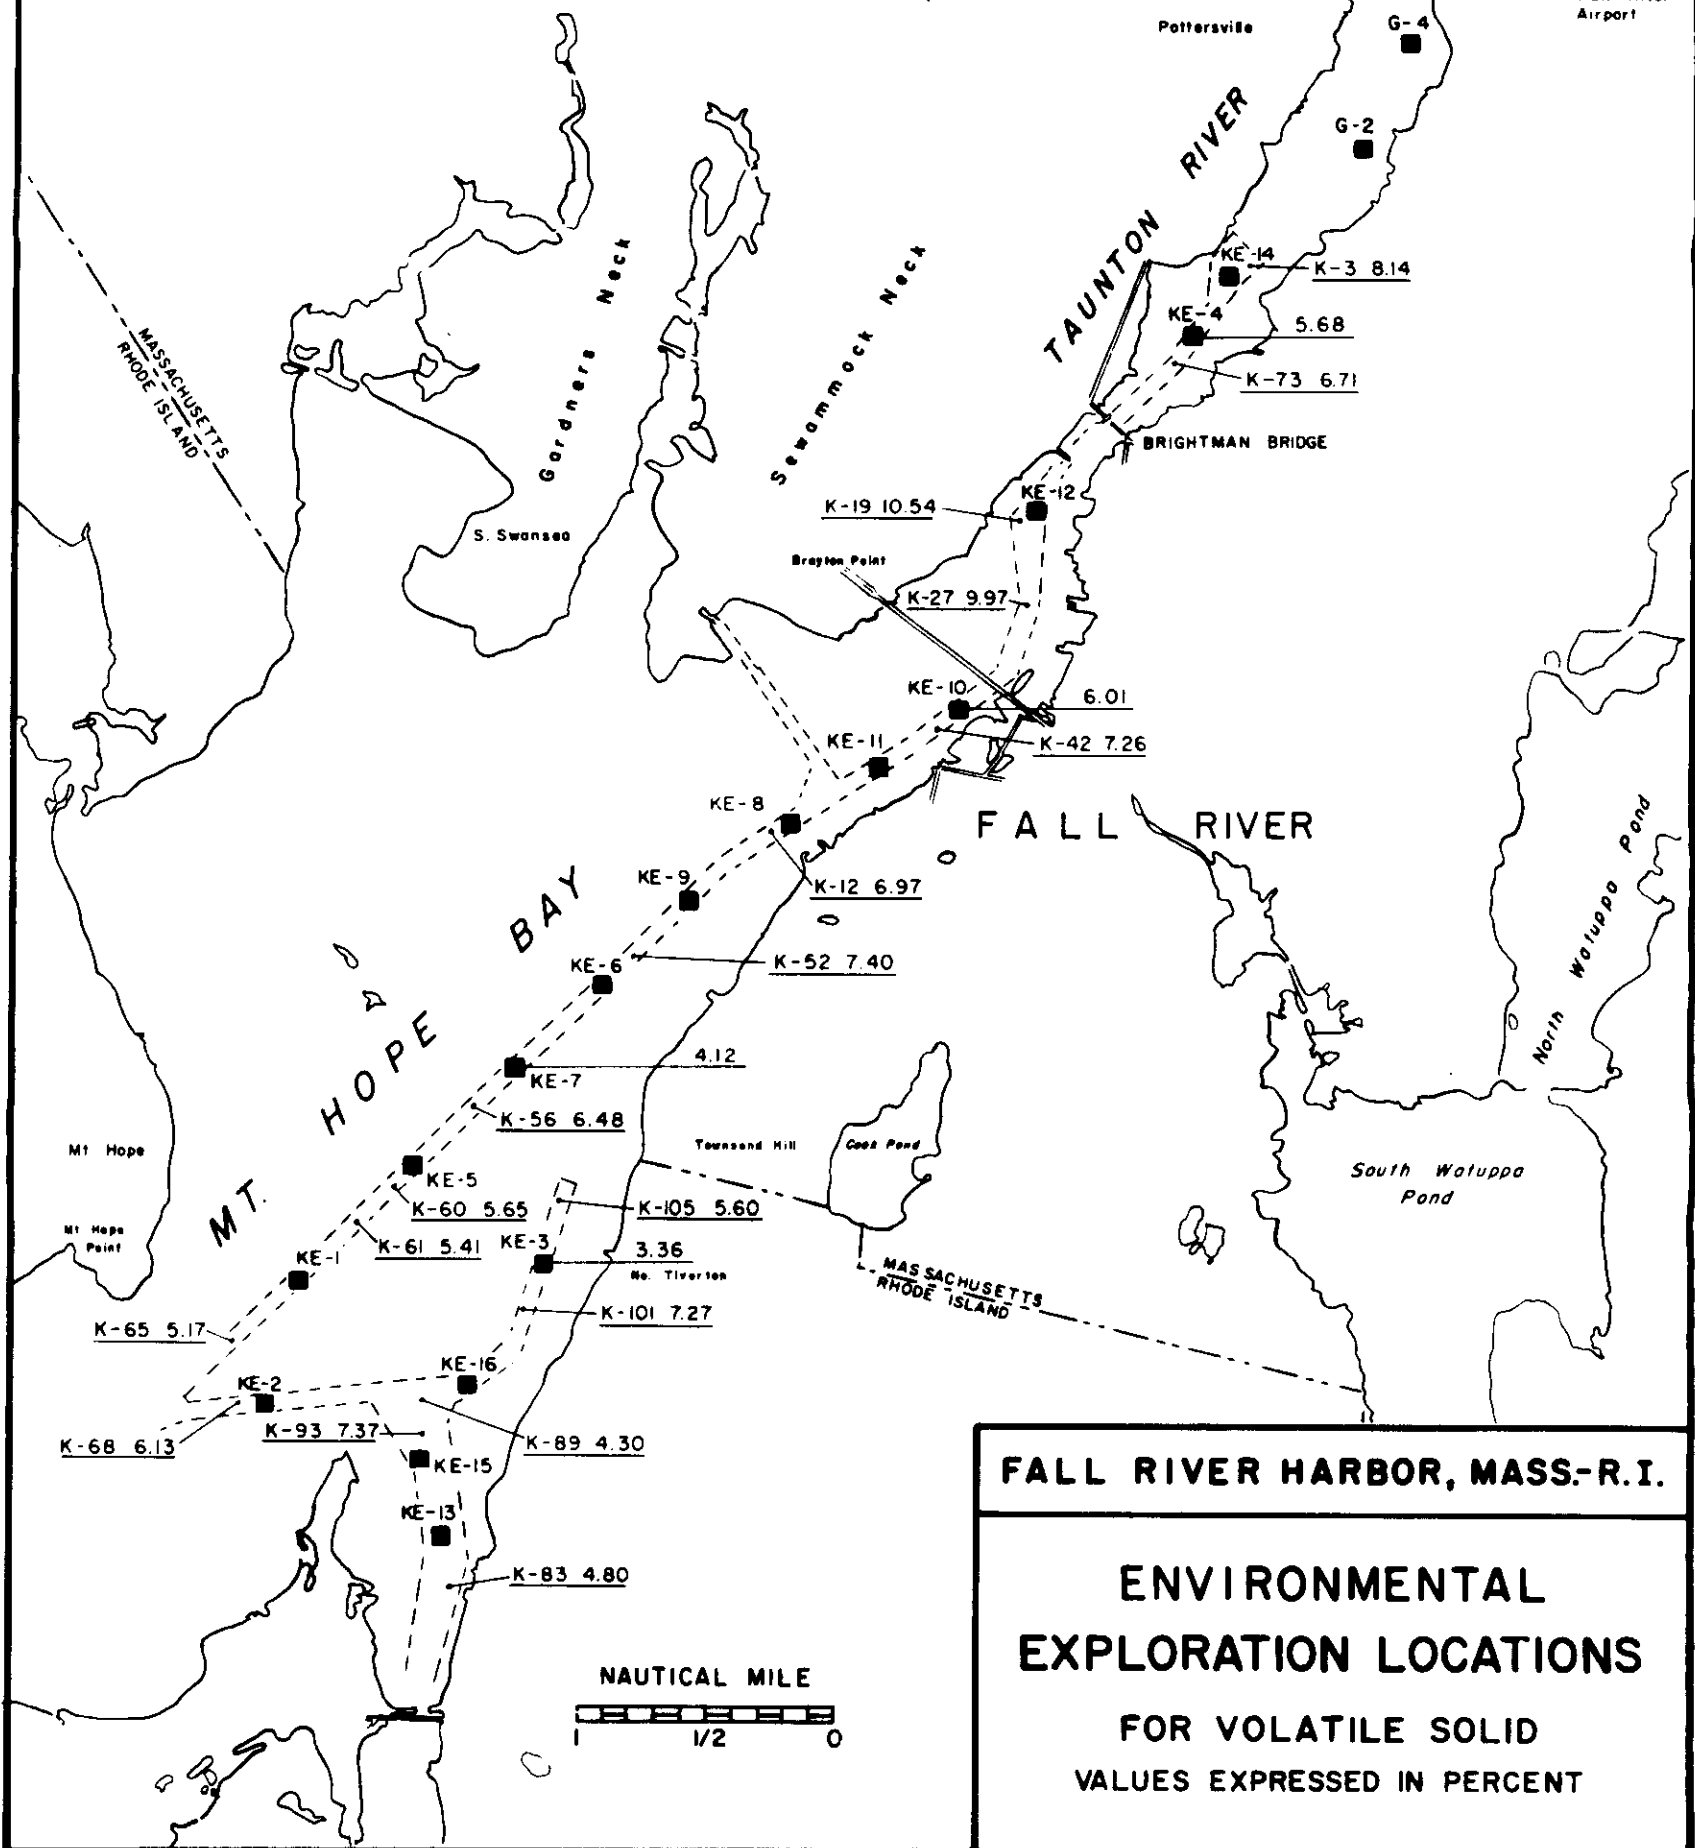 Pottersville
Airport
G-4
G-2
TAUNTON RIVER
KE-14
K-3 8.14
KE-4
5.68
K-73 6.71
BRIGHTMAN BRIDGE
MASSACHUSETTS
RHODE ISLAND
Gardners Neck
Sewammock Neck
S. Swansea
KE-12
K-19 10.54
Brayton Point
K-27 9.97
KE-10
6.01
K-42 7.26
KE-11
KE-8
FALL RIVER
K-12 6.97
KE-9
K-52 7.40
KE-6
North Watuppa Pond
MT. HOPE BAY
4.12
KE-7
K-56 6.48
Townsend Hill
Cook Pond
South Watuppa
Pond
Mt Hope
KE-5
K-60 5.65
K-105 5.60
Mt Hope
Point
K-61 5.41
KE-3
3.36
No. Tiverton
KE-1
MASSACHUSETTS
RHODE ISLAND
K-65 5.17
K-101 7.27
KE-16
KE-2
K-93 7.37
K-68 6.13
K-89 4.30
KE-15
KE-13
K-83 4.80
NAUTICAL MILE
1 1/2 0
FALL RIVER HARBOR, MASS.-R.I.
ENVIRONMENTAL
EXPLORATION LOCATIONS
FOR VOLATILE SOLID
VALUES EXPRESSED IN PERCENT